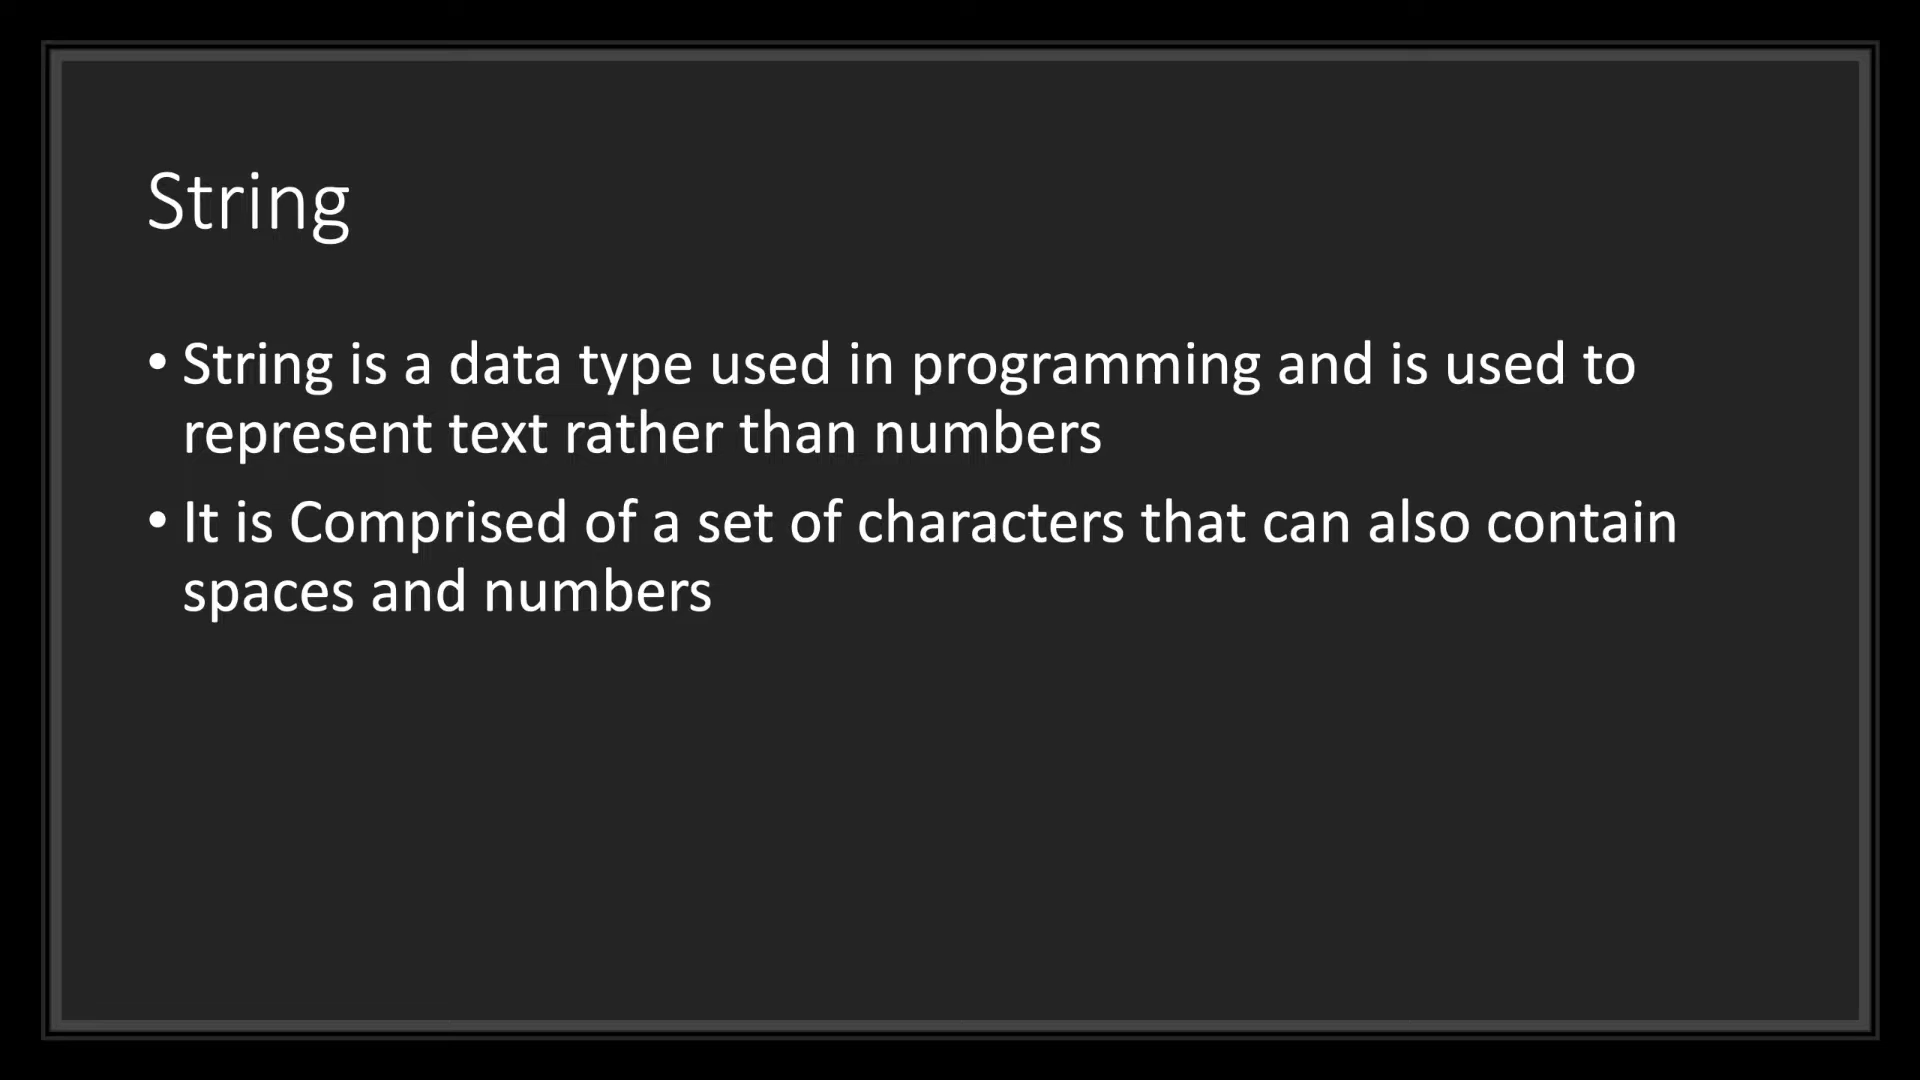 String
• String is a data type used in programming and is used to
represent text rather than numbers
• It is Comprised of a set of characters that can also contain
spaces and numbers